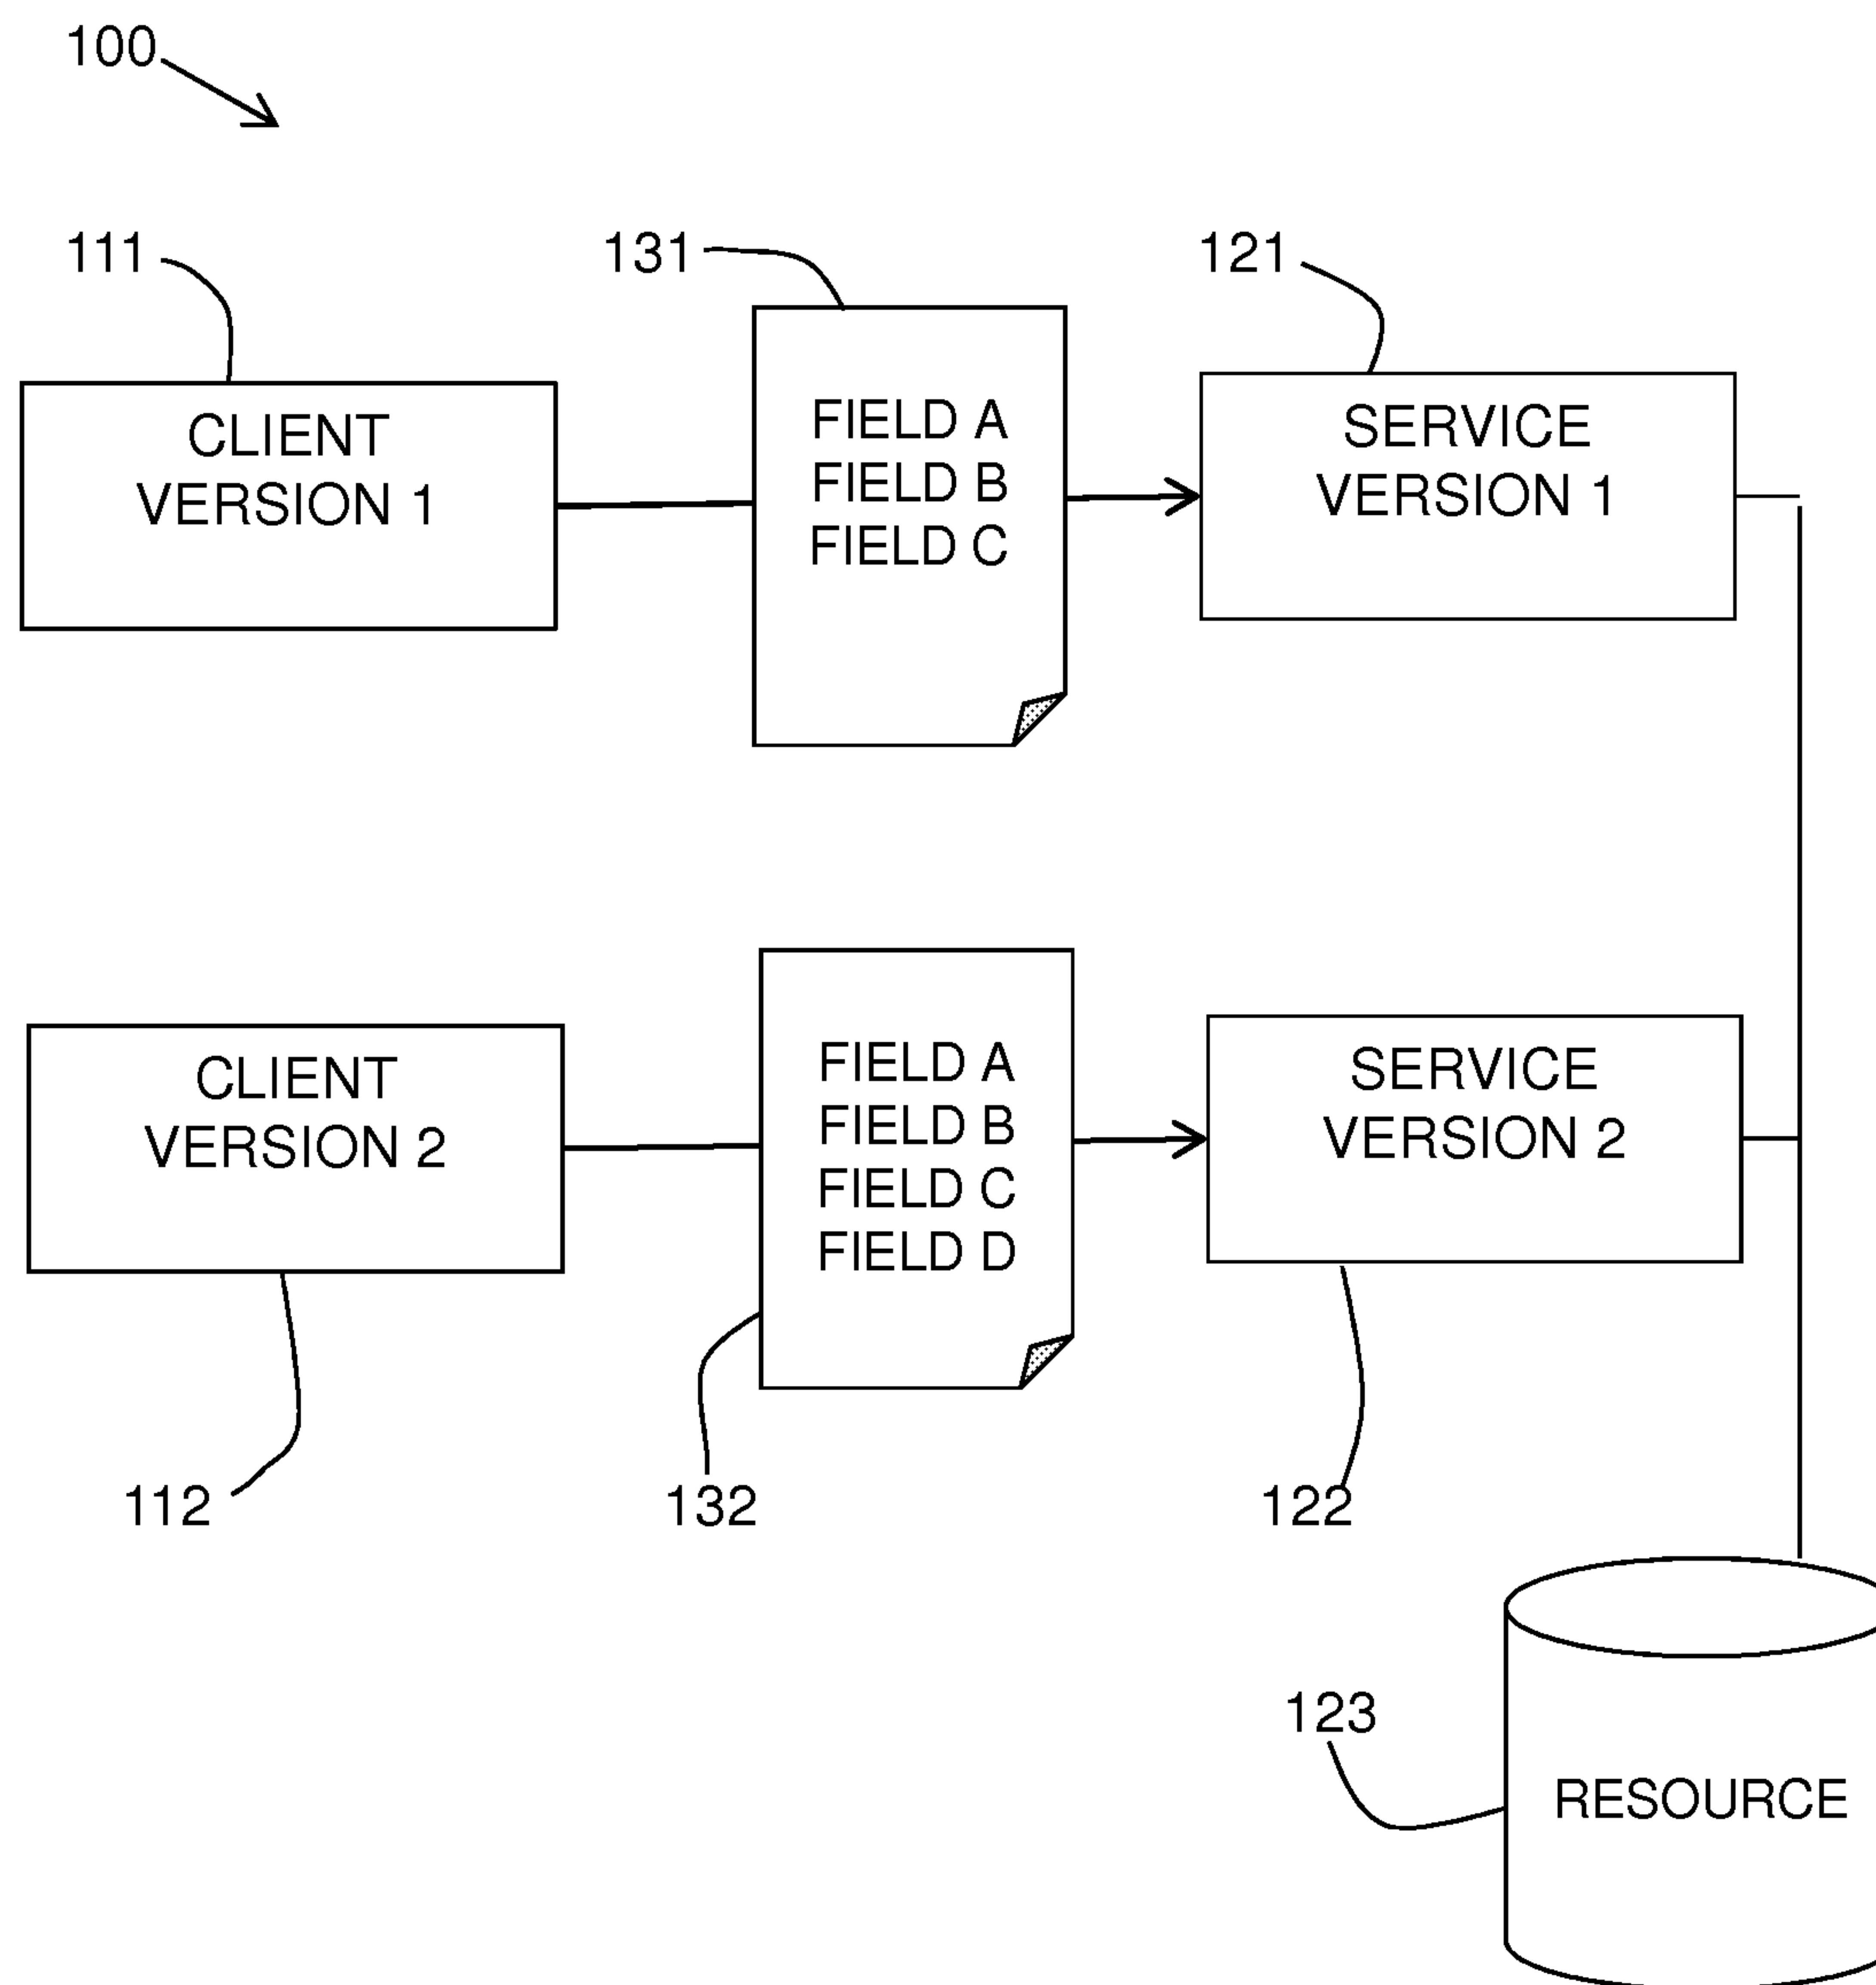 100
111
131
121
CLIENT
VERSION 1
FIELD A
FIELD B
FIELD C
SERVICE
VERSION 1
CLIENT
VERSION 2
FIELD A
FIELD B
FIELD C
FIELD D
SERVICE
VERSION 2
112
132
122
123
RESOURCE